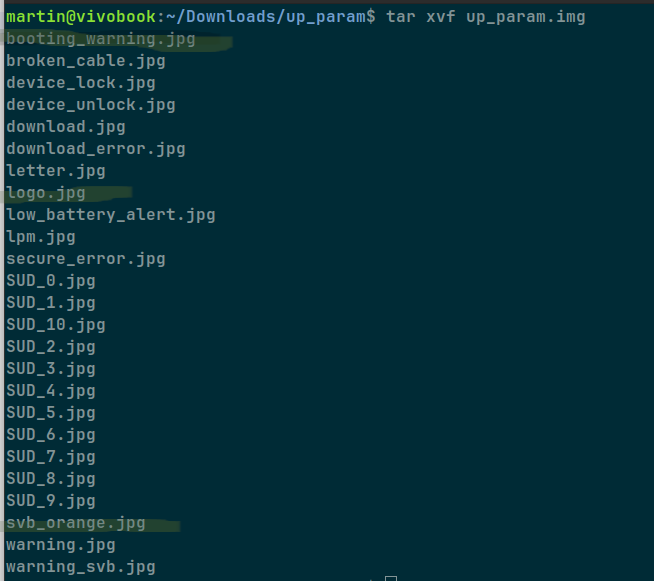 martin@vivobook:~/Downloads/up_param$ tar xvf up_param.img
booting_warning.jpg
broken_cable.jpg
device_lock.jpg
device_unlock.jpg
download.jpg
download_error.jpg
letter.jpg
logo.jpg
low_battery_alert.jpg
lpm.jpg
secure_error.jpg
SUD_0.jpg
SUD_1.jpg
SUD_10.jpg
SUD_2.jpg
SUD_3.jpg
SUD_4.jpg
SUD_5.jpg
SUD_6.jpg
SUD_7.jpg
SUD_8.jpg
SUD_9.jpg
svb_orange.jpg
warning.jpg
warning_svb.jpg